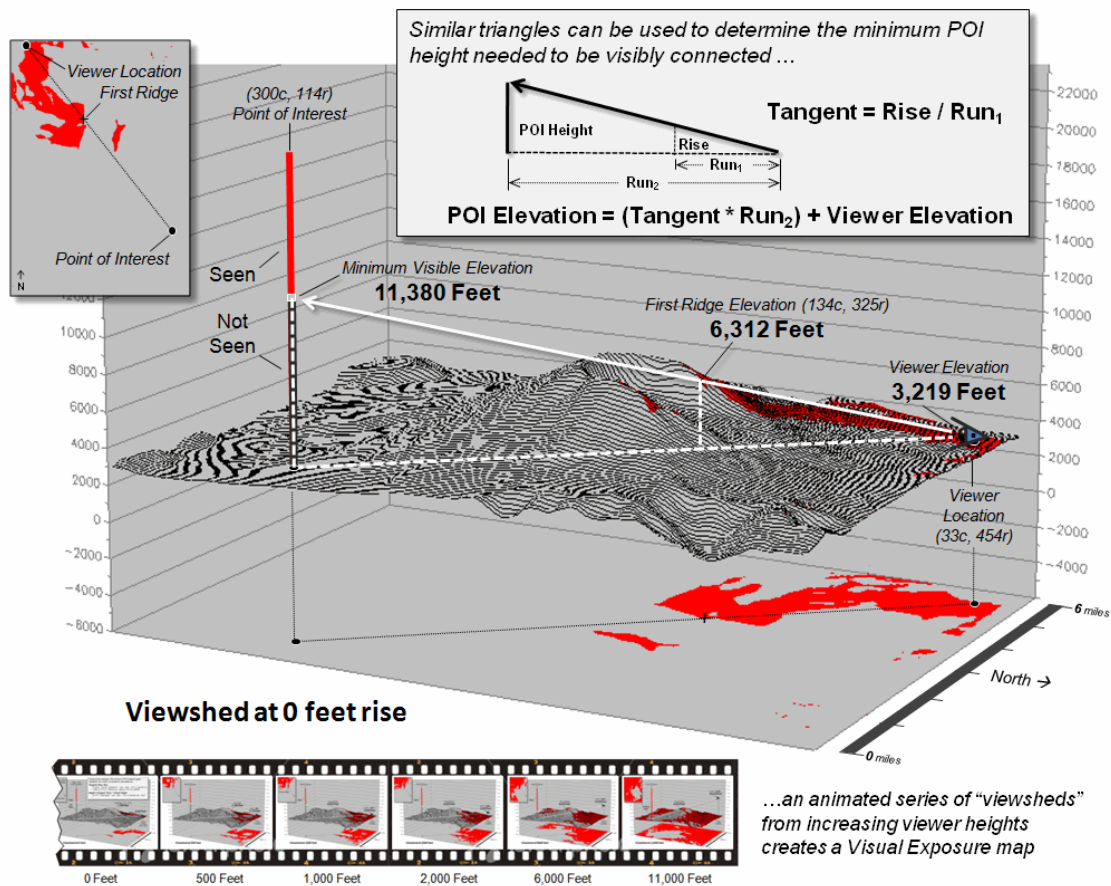 Similar triangles can be used to determine the minimum POI
height needed to be visibly connected …
POI Height
Rise
Run1
Run2
Tangent = Rise / Run1
POI Elevation = (Tangent * Run2) + Viewer Elevation
Viewer Location
First Ridge
Point of Interest
N
(300c, 114r)
Point of Interest
Seen
Not
Seen
Minimum Visible Elevation
11,380 Feet
First Ridge Elevation (134c, 325r)
6,312 Feet
Viewer Elevation
3,219 Feet
Viewer
Location
(33c, 454r)
10000
8000
6000
4000
2000
0
-2000
-4000
-6000
22000
20000
18000
16000
14000
12000
10000
8000
6000
4000
2000
0
-2000
-4000
6 miles
North →
0 miles
Viewshed at 0 feet rise
0 Feet
500 Feet
1,000 Feet
2,000 Feet
6,000 Feet
11,000 Feet
…an animated series of “viewsheds”
from increasing viewer heights
creates a Visual Exposure map